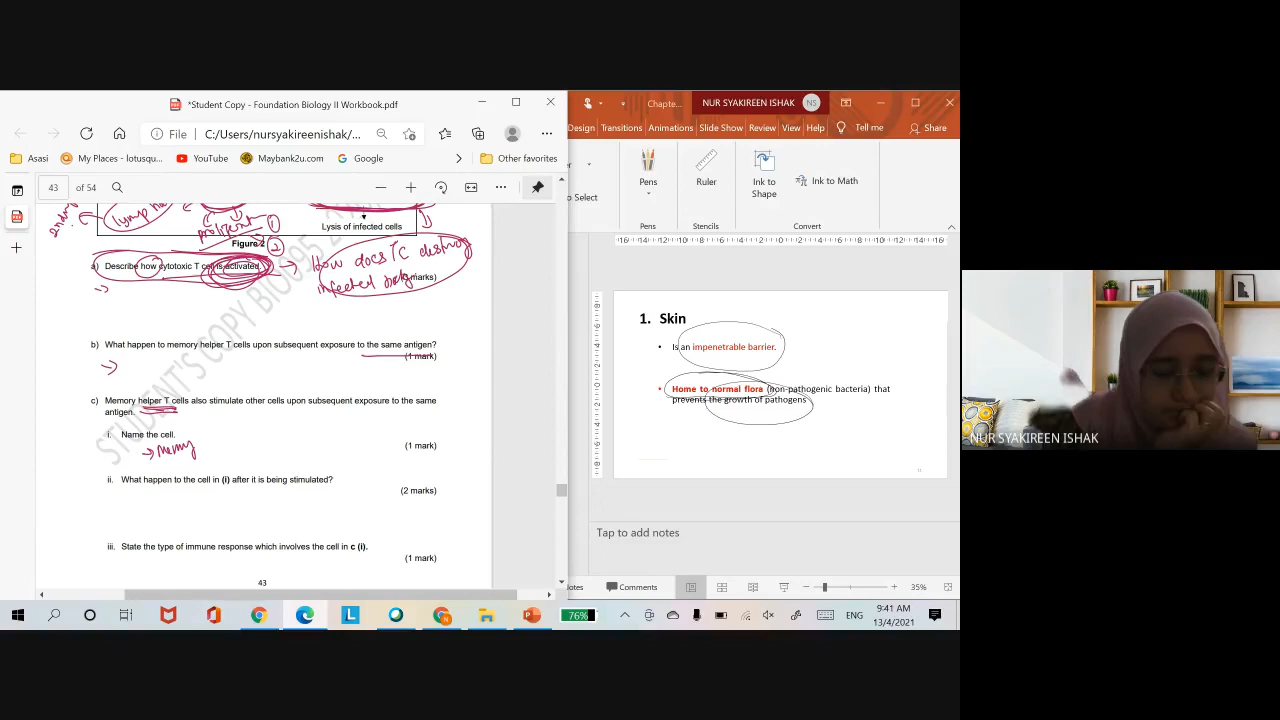 *Student Copy - Foundation Biology II Workbook.pdf
File
C:/Users/nursyakireenishak/...
Asasi
My Places - lotusqu...
YouTube
Maybank2u.com
Google
Other favorites
43 of 54
lymph
proliferat
1
Lysis of infected cells
Figure 2
2
a) Describe how cytotoxic T cell is activated.
marks)
How does TC destroy
infected body
b) What happen to memory helper T cells upon subsequent exposure to the same antigen?
(1 mark)
c) Memory helper T cells also stimulate other cells upon subsequent exposure to the same
antigen.
i. Name the cell.
(1 mark)
ii. What happen to the cell in (i) after it is being stimulated?
(2 marks)
iii. State the type of immune response which involves the cell in c (i).
(1 mark)
43
Chapte...
NUR SYAKIREEN ISHAK
NS
Design Transitions Animations Slide Show Review View Help Tell me Share
to Select
Pens
Ruler
Ink to
Shape
Ink to Math
Pens
Convert
1. Skin
• Is an impenetrable barrier.
• Home to normal flora (non-pathogenic bacteria) that
prevents the growth of pathogens
Tap to add notes
Notes
Comments
35%
76%
ENG
9:41 AM
13/4/2021
NUR SYAKIREEN ISHAK